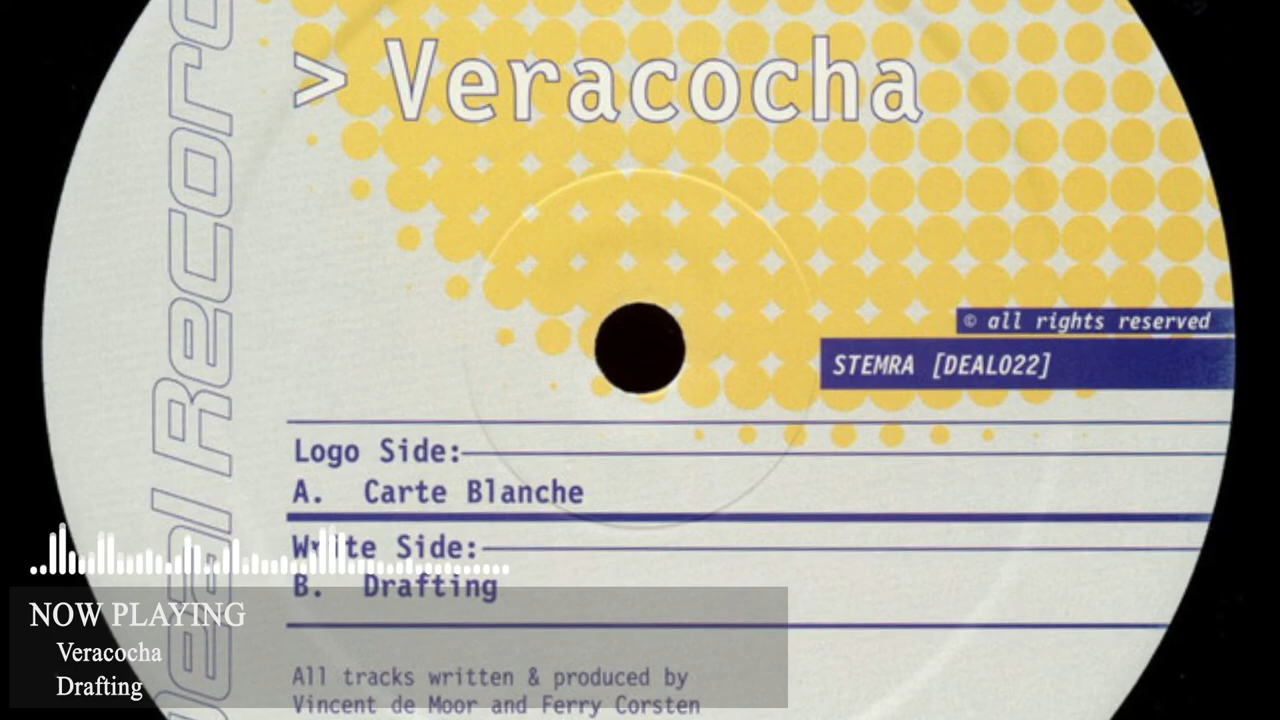 > Veracocha
© all rights reserved
STEMRA [DEAL022]
Logo Side:
A. Carte Blanche
Write Side:
B. Drafting
All tracks written & produced by
Vincent de Moor and Ferry Corsten
NOW PLAYING
Veracocha
Drafting